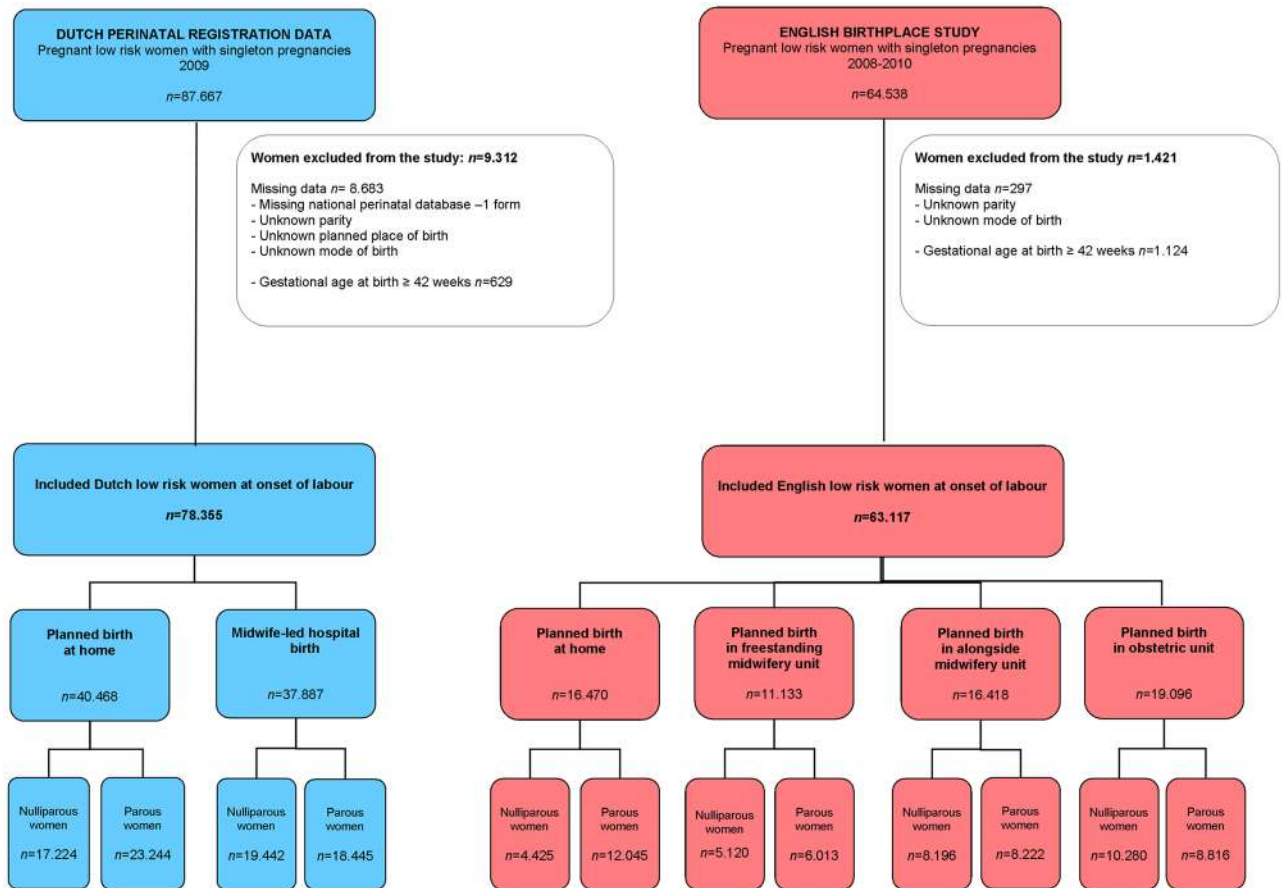 DUTCH PERINATAL REGISTRATION DATA
Pregnant low risk women with singleton pregnancies
2009
n=87.667
ENGLISH BIRTHPLACE STUDY
Pregnant low risk women with singleton pregnancies
2008-2010
n=64.538
Women excluded from the study: n=9.312
Missing data n= 8.683
- Missing national perinatal database –1 form
- Unknown parity
- Unknown planned place of birth
- Unknown mode of birth
- Gestational age at birth ≥ 42 weeks n=629
Women excluded from the study n=1.421
Missing data n=297
- Unknown parity
- Unknown mode of birth
- Gestational age at birth ≥ 42 weeks n=1.124
Included Dutch low risk women at onset of labour
n=78.355
Included English low risk women at onset of labour
n=63.117
Planned birth
at home
n=40.468
Midwife-led hospital
birth
n=37.887
Planned birth
at home
n=16.470
Planned birth
in freestanding
midwifery unit
n=11.133
Planned birth
in alongside
midwifery unit
n=16.418
Planned birth
in obstetric unit
n=19.096
Nulliparous
women
n=17.224
Parous
women
n=23.244
Nulliparous
women
n=19.442
Parous
women
n=18.445
Nulliparous
women
n=4.425
Parous
women
n=12.045
Nulliparous
women
n=5.120
Parous
women
n=6.013
Nulliparous
women
n=8.196
Parous
women
n=8.222
Nulliparous
women
n=10.280
Parous
women
n=8.816